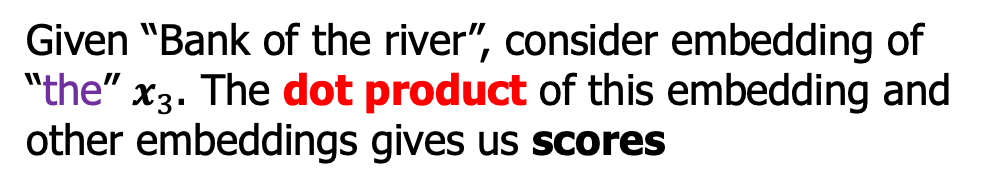 Given “Bank of the river”, consider embedding of
“the” 𝒙₃. The dot product of this embedding and
other embeddings gives us scores